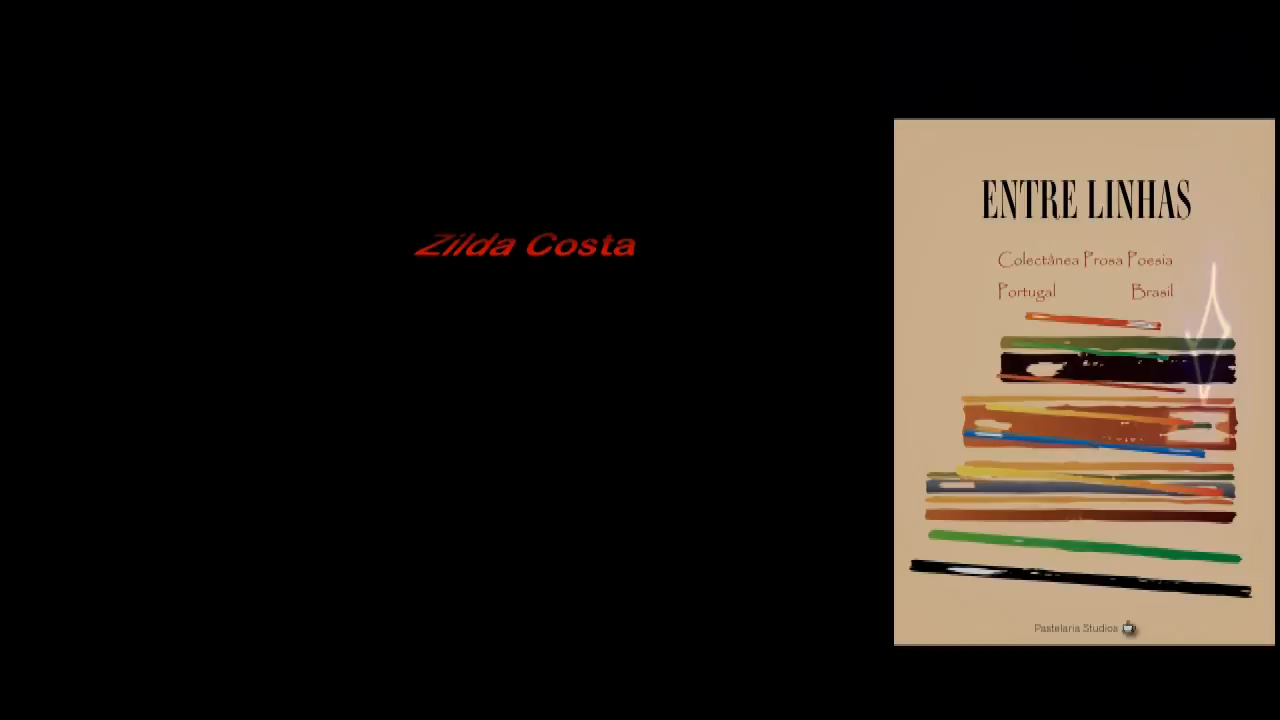 Zilda Costa
ENTRE LINHAS
Colectânea Prosa Poesia
Portugal Brasil
Pastelaria Studios